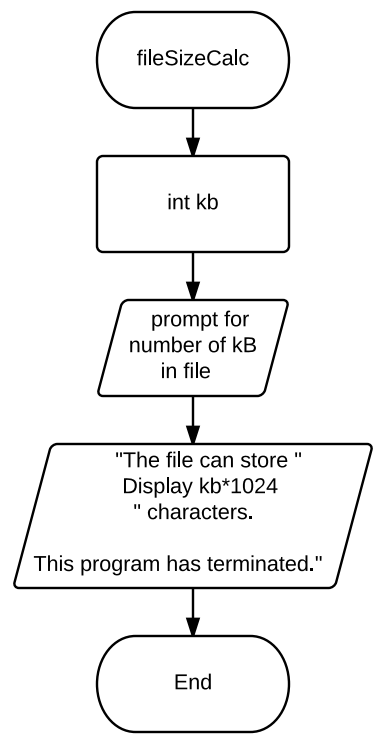 fileSizeCalc
int kb
prompt for
number of kB
in file
"The file can store "
Display kb*1024
" characters.
This program has terminated."
End